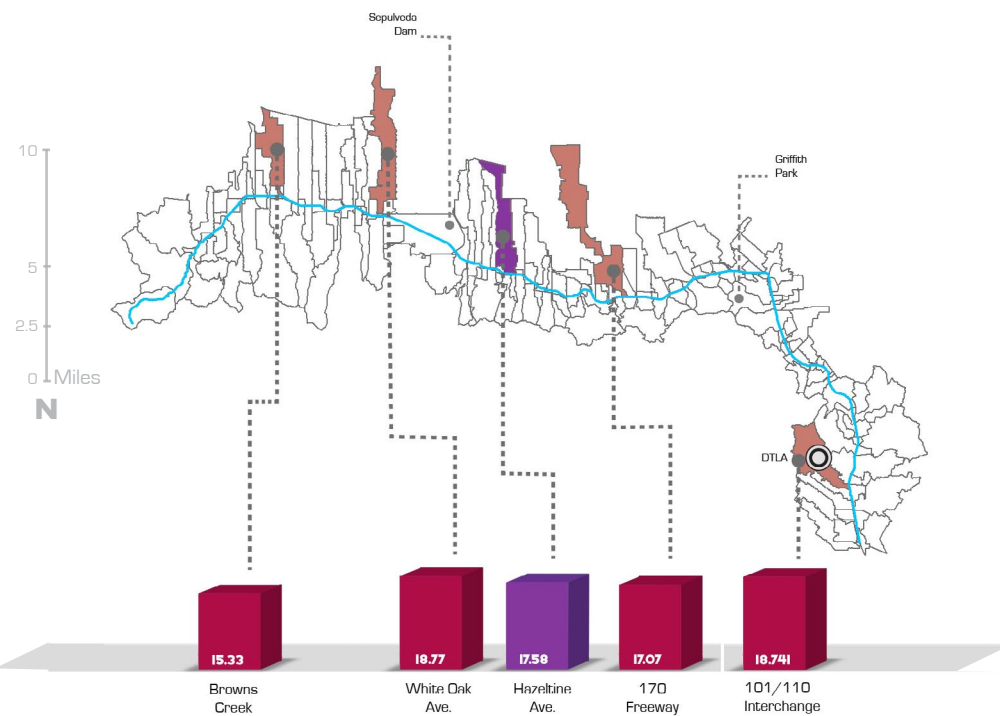 Sepulveda
Dam
Griffith
Park
10
5
2.5
0 Miles
N
DTLA
15.33
18.77
17.58
17.07
18.741
Browns
Creek
White Oak
Ave.
Hazeltine
Ave.
170
Freeway
101/110
Interchange